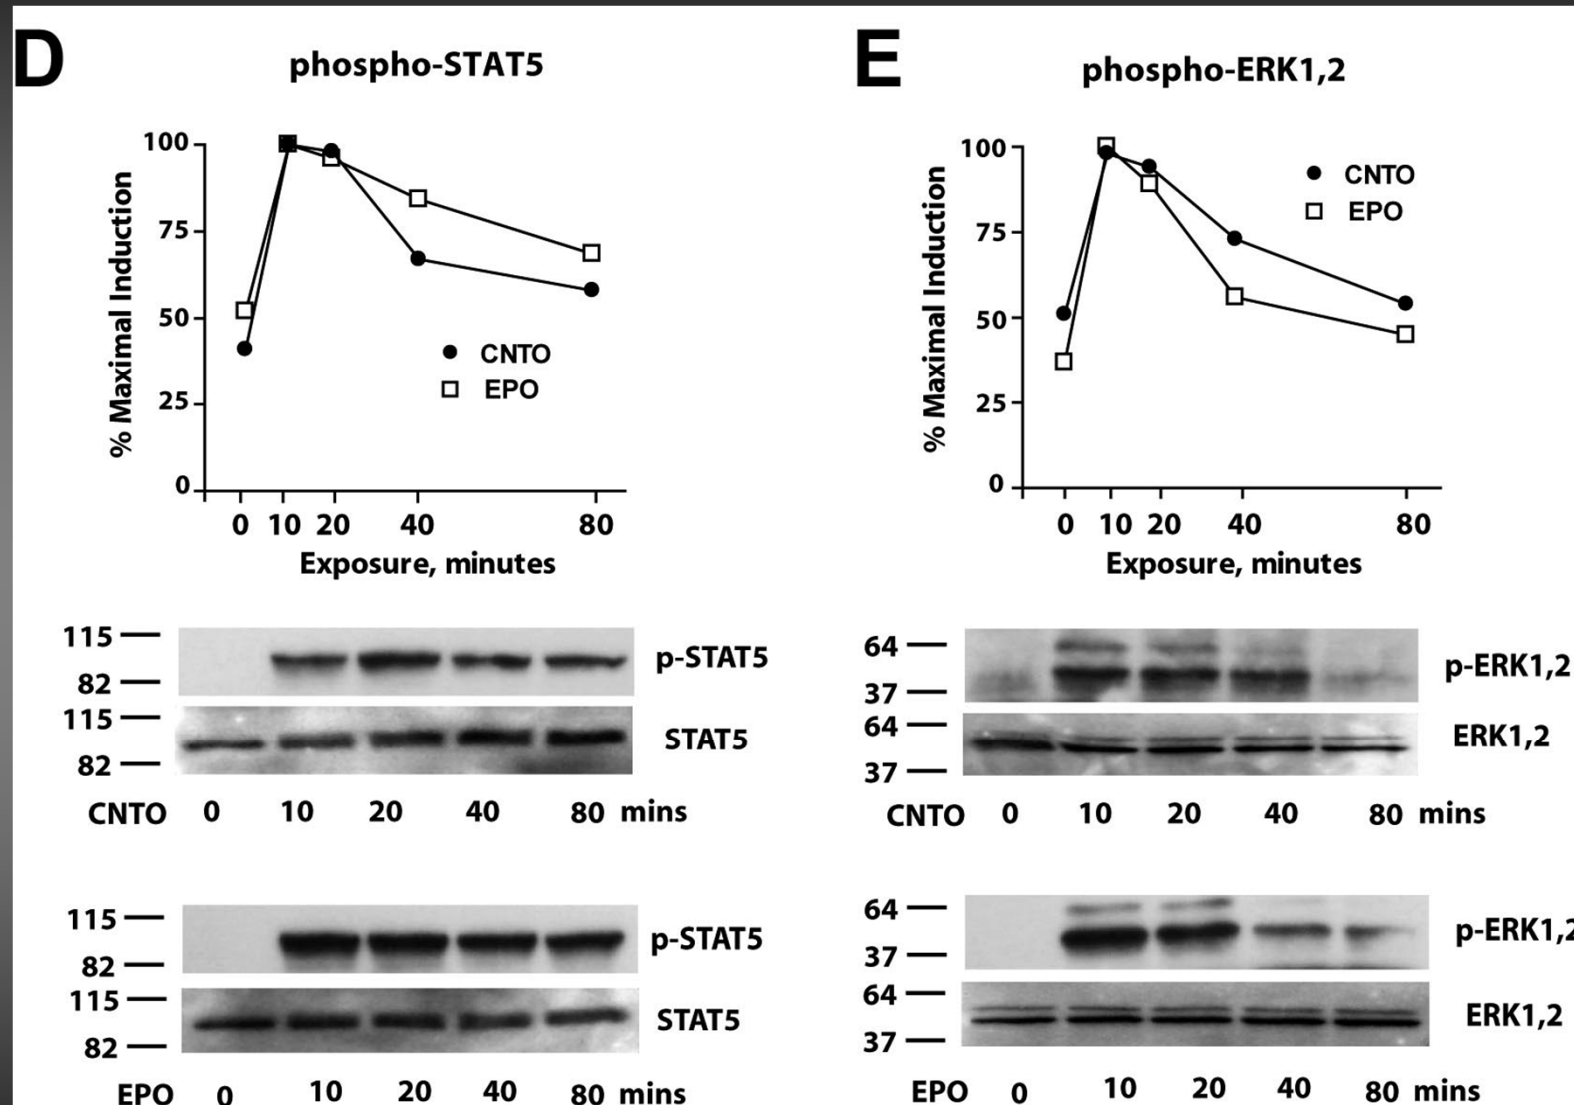 D
phospho-STAT5
100
75
50
25
0
% Maximal Induction
CNTO
EPO
0 10 20 40 80
Exposure, minutes
115
82
p-STAT5
115
82
STAT5
CNTO 0 10 20 40 80 mins
115
82
p-STAT5
115
82
STAT5
EPO 0 10 20 40 80 mins
E
phospho-ERK1,2
100
75
50
25
0
% Maximal Induction
CNTO
EPO
0 10 20 40 80
Exposure, minutes
64
37
p-ERK1,2
64
37
ERK1,2
CNTO 0 10 20 40 80 mins
64
37
p-ERK1,2
64
37
ERK1,2
EPO 0 10 20 40 80 mins